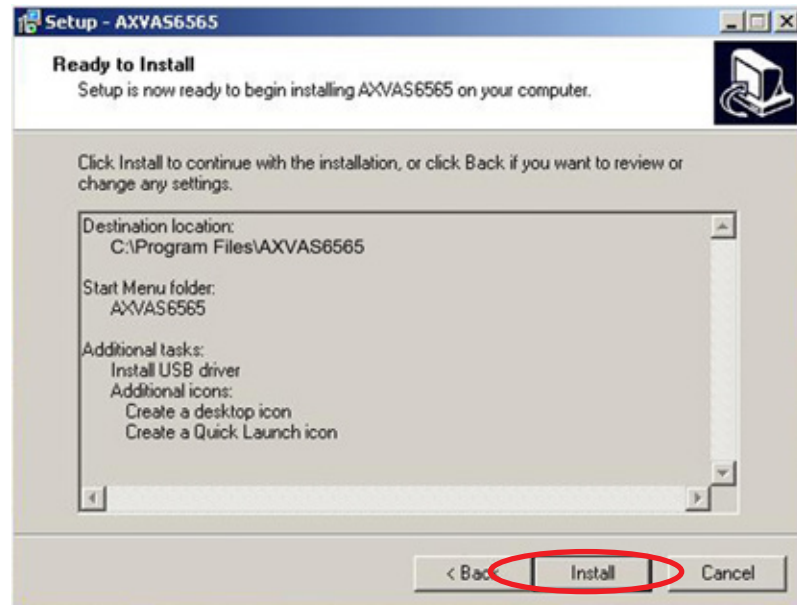 Setup - AXVAS6565
Ready to Install
Setup is now ready to begin installing AXVAS6565 on your computer.
Click Install to continue with the installation, or click Back if you want to review or
change any settings.
Destination location:
C:\Program Files\AXVAS6565
Start Menu folder:
AXVAS6565
Additional tasks:
Install USB driver
Additional icons:
Create a desktop icon
Create a Quick Launch icon
< Back Install Cancel